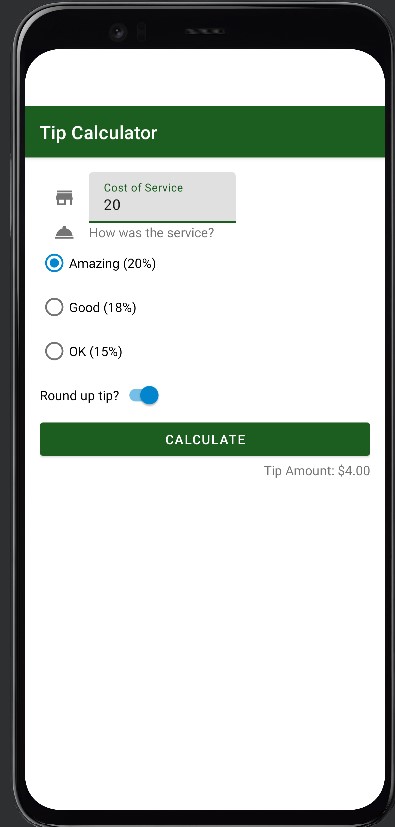 Tip Calculator
Cost of Service
20
How was the service?
Amazing (20%)
Good (18%)
OK (15%)
Round up tip?
CALCULATE
Tip Amount: $4.00